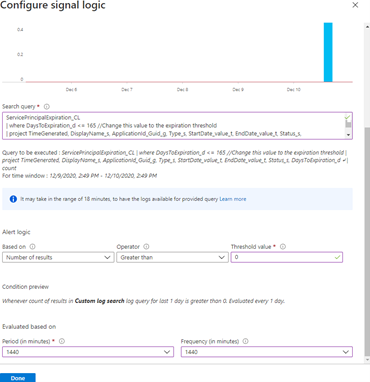 Configure signal logic
0.4
0.2
0
Dec 6
Dec 7
Dec 8
Dec 9
Dec 10
Search query *
ServicePrincipalExpiration_CL
| where DaysToExpiration_d <= 165 //Change this value to the expiration threshold
| project TimeGenerated, DisplayName_s, ApplicationId_Guid_g, Type_s, StartDate_value_t, EndDate_value_t, Status_s,
Query to be executed : ServicePrincipalExpiration_CL | where DaysToExpiration_d <= 165 //Change this value to the expiration threshold |
project TimeGenerated, DisplayName_s, ApplicationId_Guid_g, Type_s, StartDate_value_t, EndDate_value_t, Status_s, DaysToExpiration_d |
count
For time window : 12/9/2020, 2:49 PM - 12/10/2020, 2:49 PM
It may take in the range of 18 minutes, to have the logs available for provided query Learn more
Alert logic
Based on Operator Threshold value *
Number of results Greater than 0
Condition preview
Whenever count of results in Custom log search log query for last 1 day is greater than 0. Evaluated every 1 day.
Evaluated based on
Period (in minutes) * Frequency (in minutes)
1440 1440
Done